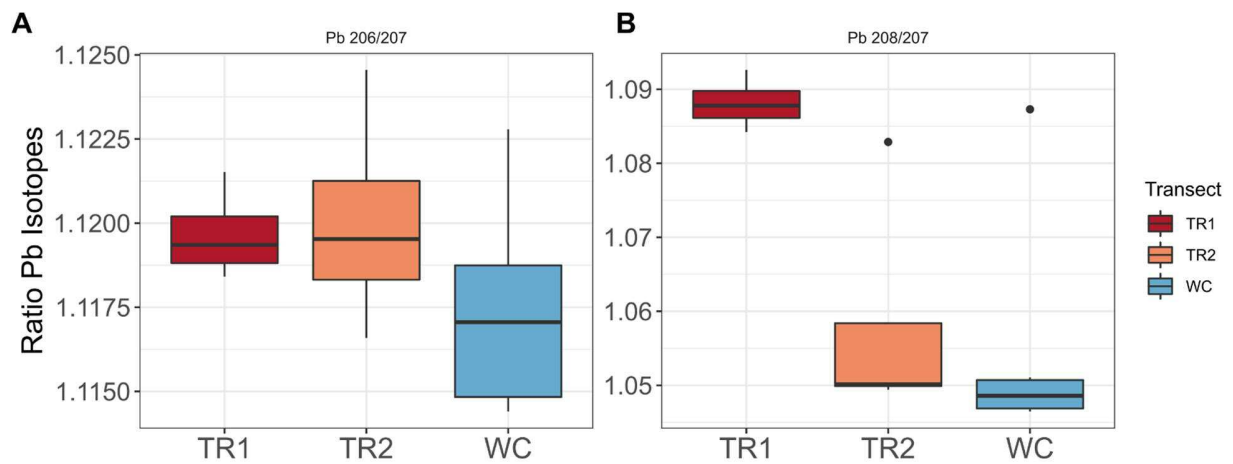 A
B
Pb 206/207
Pb 208/207
Ratio Pb Isotopes
1.1250
1.1225
1.1200
1.1175
1.1150
TR1
TR2
WC
1.09
1.08
1.07
1.06
1.05
TR1
TR2
WC
Transect
TR1
TR2
WC